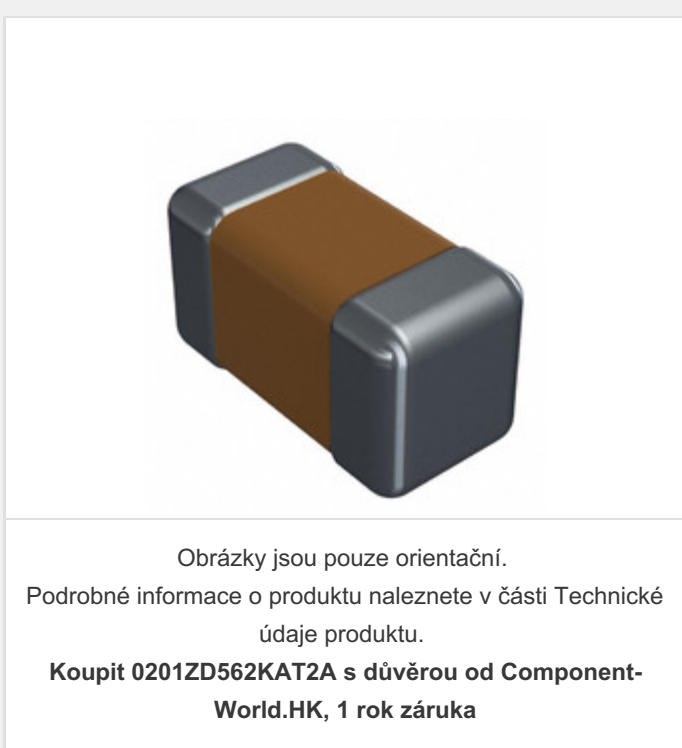 Obrázky jsou pouze orientační.
Podrobné informace o produktu naleznete v části Technické
údaje produktu.
Koupit 0201ZD562KAT2A s důvěrou od Component-
World.HK, 1 rok záruka